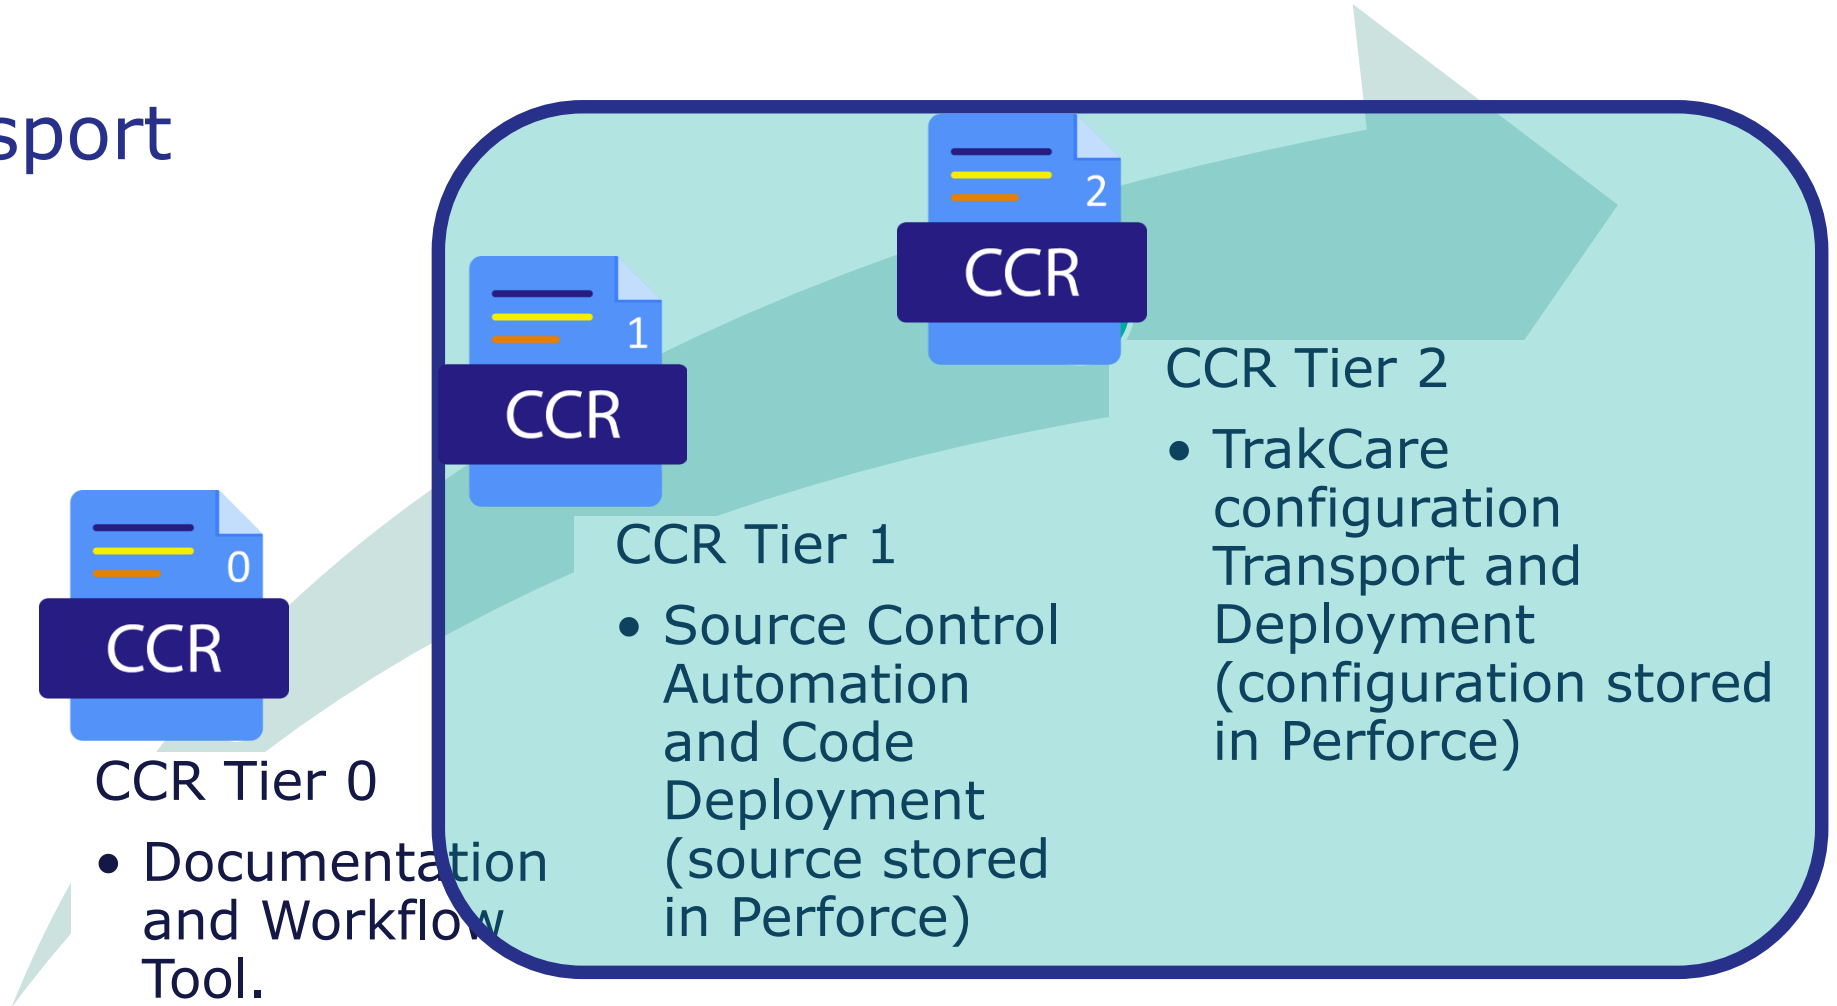 sport
2
CCR
1
CCR
0
CCR
CCR Tier 2
• TrakCare
configuration
Transport and
Deployment
(configuration stored
in Perforce)
CCR Tier 1
• Source Control
Automation
and Code
Deployment
(source stored
in Perforce)
CCR Tier 0
• Documentation
and Workflow
Tool.